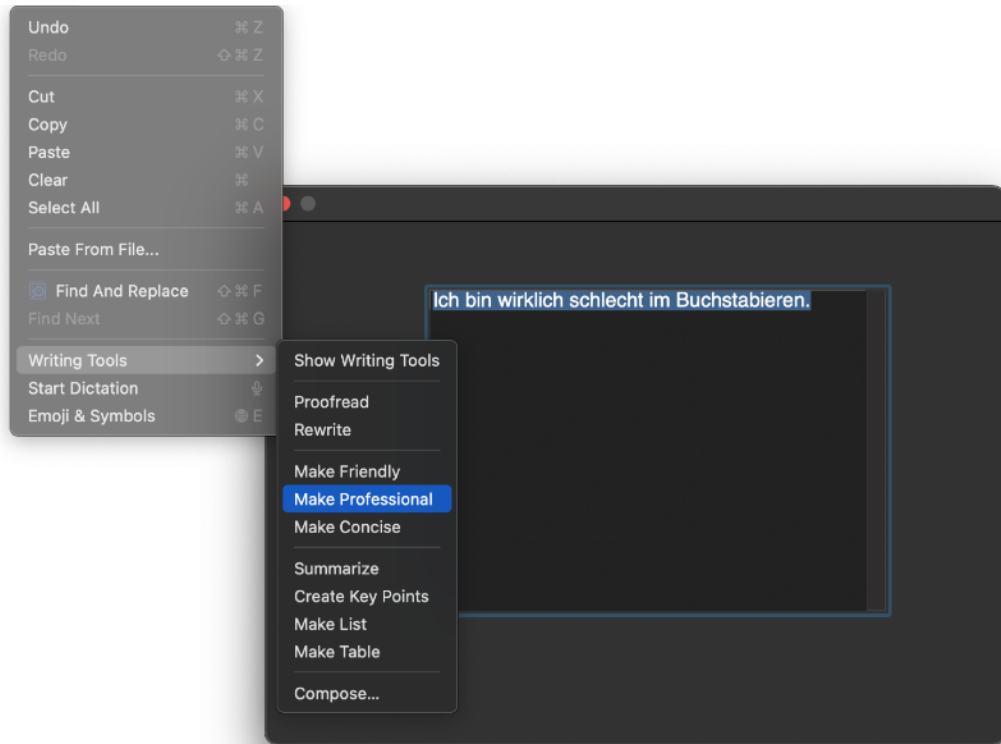 Undo ⌘ Z
Redo ⇧ ⌘ Z
Cut ⌘ X
Copy ⌘ C
Paste ⌘ V
Clear ⌘
Select All ⌘ A
Paste From File...
Find And Replace ⇧ ⌘ F
Find Next ⇧ ⌘ G
Writing Tools
Start Dictation
Emoji & Symbols E
Show Writing Tools
Proofread
Rewrite
Make Friendly
Make Professional
Make Concise
Summarize
Create Key Points
Make List
Make Table
Compose...
Ich bin wirklich schlecht im Buchstabieren.